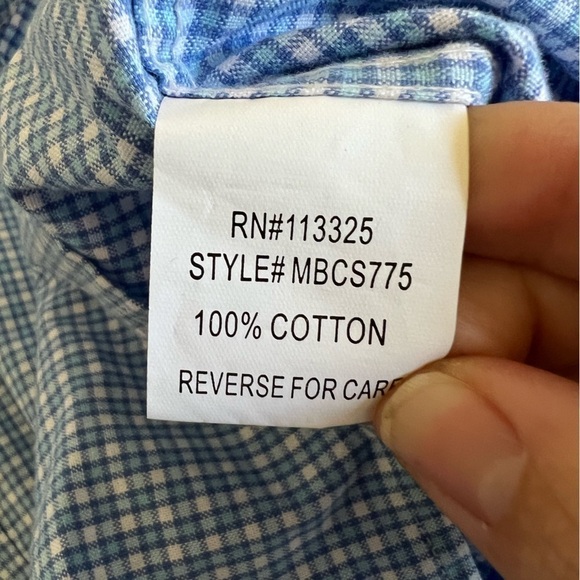 RN#113325
STYLE# MBCS775
100% COTTON
REVERSE FOR CARE